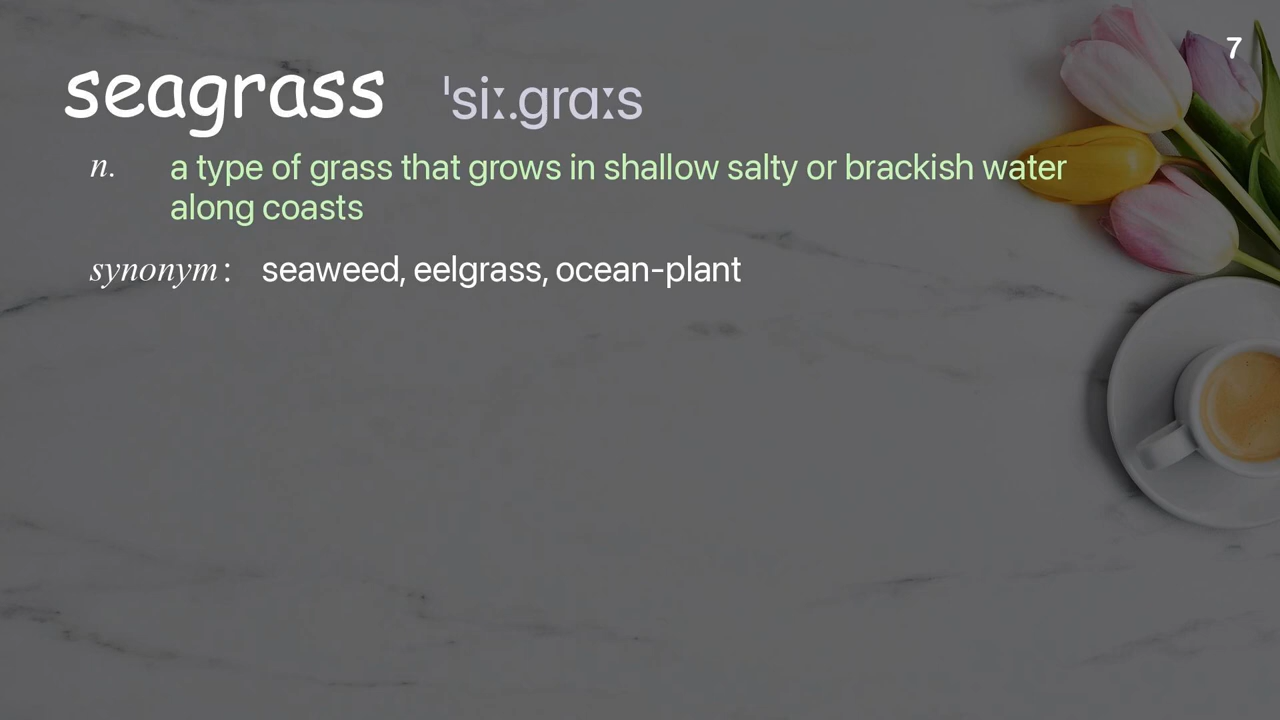 7
seagrass ˈsiː.grɑːs
n. a type of grass that grows in shallow salty or brackish water
along coasts
synonym : seaweed, eelgrass, ocean-plant